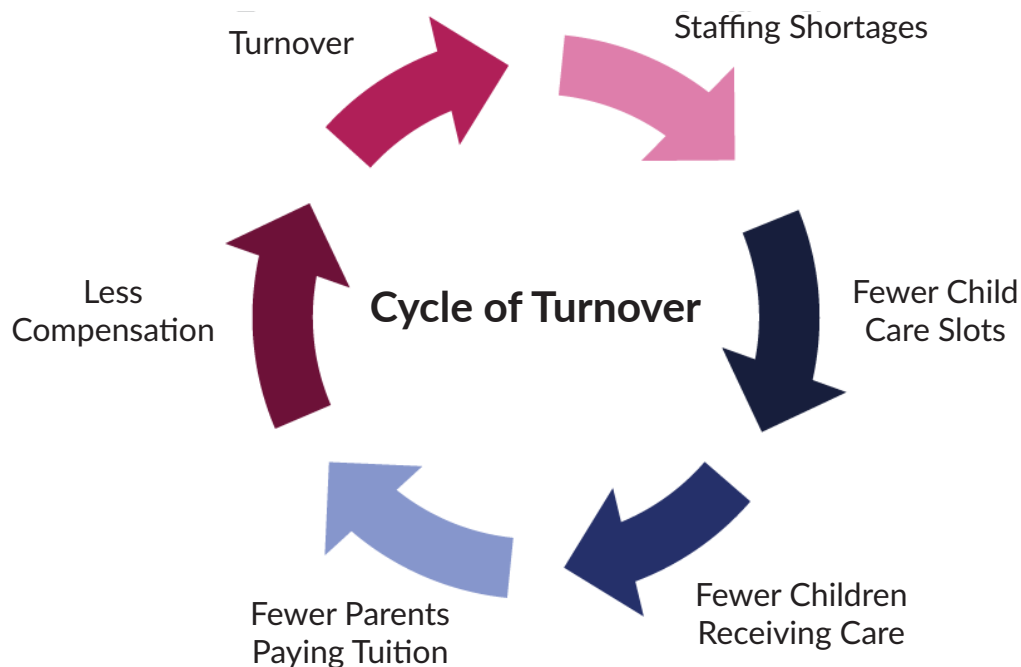 Turnover
Staffing Shortages
Less
Compensation
Cycle of Turnover
Fewer Child
Care Slots
Fewer Parents
Paying Tuition
Fewer Children
Receiving Care